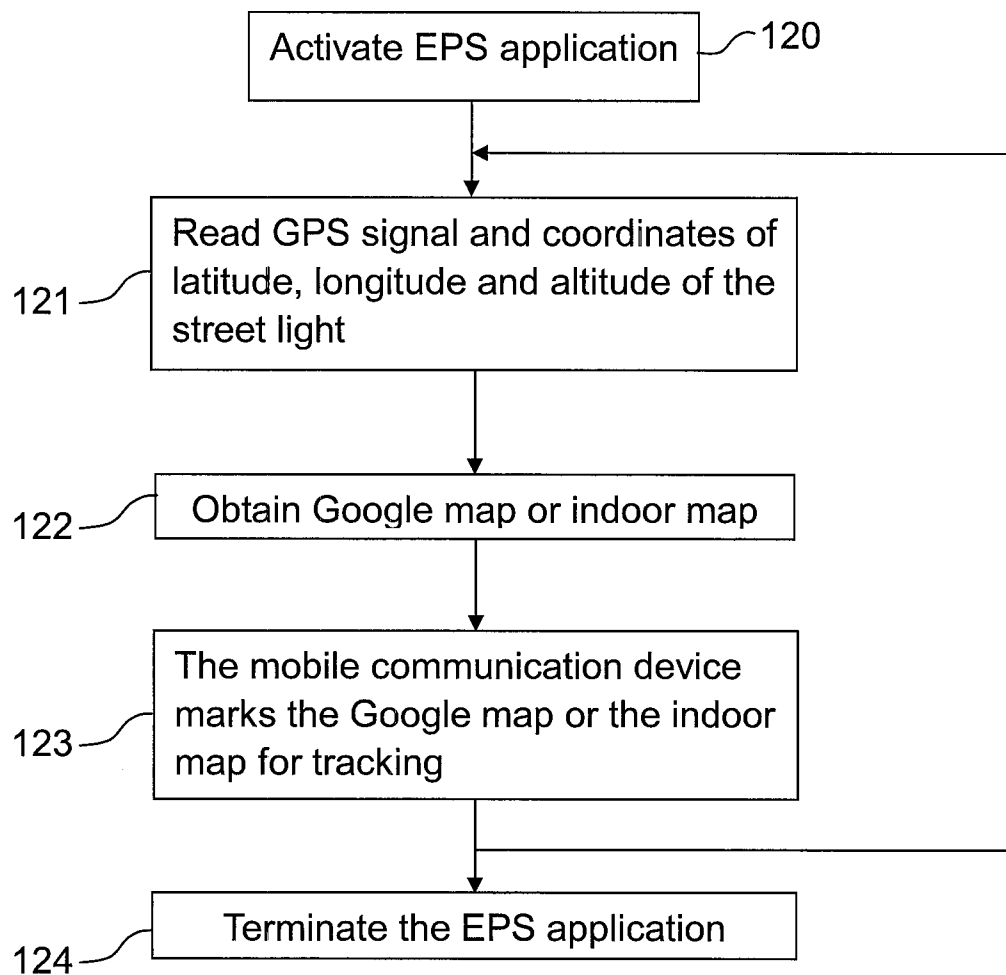 Activate EPS application
120
Read GPS signal and coordinates of
latitude, longitude and altitude of the
street light
121
Obtain Google map or indoor map
122
The mobile communication device
marks the Google map or the indoor
map for tracking
123
Terminate the EPS application
124